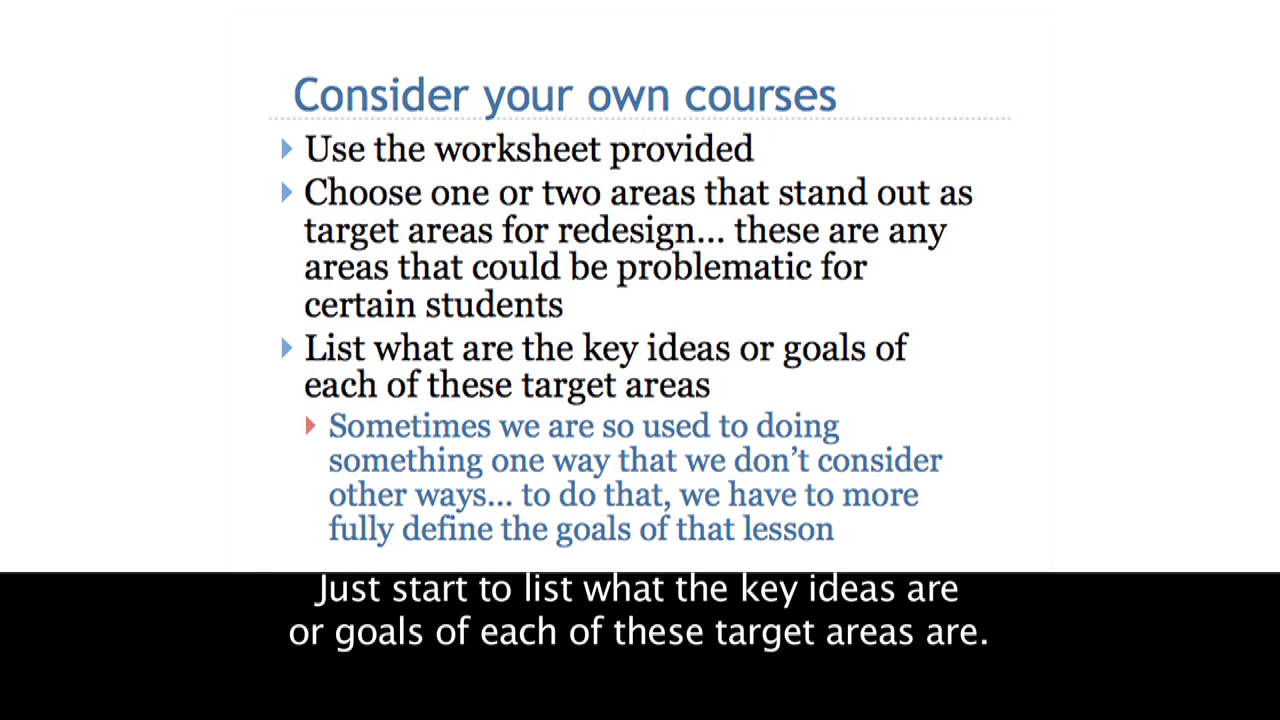 Consider your own courses
Use the worksheet provided
Choose one or two areas that stand out as
target areas for redesign... these are any
areas that could be problematic for
certain students
List what are the key ideas or goals of
each of these target areas
Sometimes we are so used to doing
something one way that we don’t consider
other ways... to do that, we have to more
fully define the goals of that lesson
Just start to list what the key ideas are
or goals of each of these target areas are.